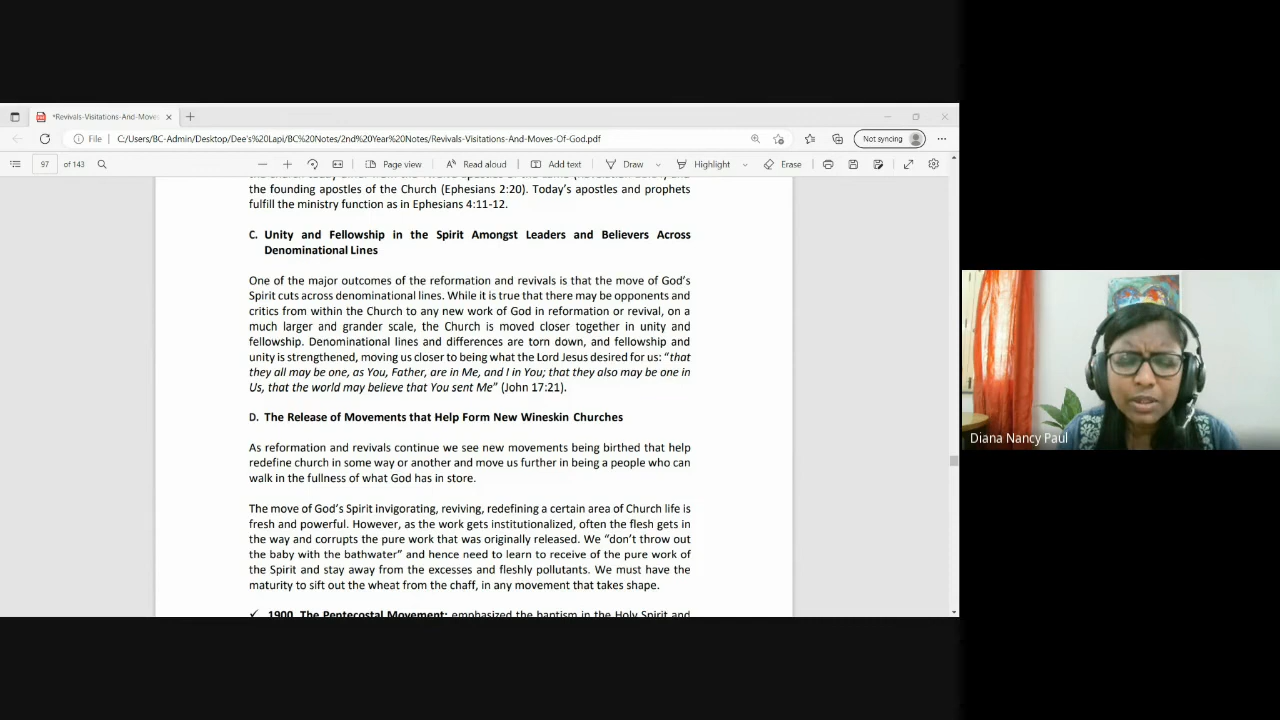 *Revivals-Visitations-And-Moves
File
C:/Users/BC-Admin/Desktop/Dee's%20Lapi/BC%20Notes/2nd%20Year%20Notes/Revivals-Visitations-And-Moves-Of-God.pdf
Not syncing
97 of 143
Page view
Read aloud
Add text
Draw
Highlight
Erase
the founding apostles of the Church (Ephesians 2:20). Today's apostles and prophets
fulfill the ministry function as in Ephesians 4:11-12.
C. Unity and Fellowship in the Spirit Amongst Leaders and Believers Across
Denominational Lines
One of the major outcomes of the reformation and revivals is that the move of God's
Spirit cuts across denominational lines. While it is true that there may be opponents and
critics from within the Church to any new work of God in reformation or revival, on a
much larger and grander scale, the Church is moved closer together in unity and
fellowship. Denominational lines and differences are torn down, and fellowship and
unity is strengthened, moving us closer to being what the Lord Jesus desired for us: "that
they all may be one, as You, Father, are in Me, and I in You; that they also may be one in
Us, that the world may believe that You sent Me" (John 17:21).
D. The Release of Movements that Help Form New Wineskin Churches
As reformation and revivals continue we see new movements being birthed that help
redefine church in some way or another and move us further in being a people who can
walk in the fullness of what God has in store.
The move of God's Spirit invigorating, reviving, redefining a certain area of Church life is
fresh and powerful. However, as the work gets institutionalized, often the flesh gets in
the way and corrupts the pure work that was originally released. We "don't throw out
the baby with the bathwater" and hence need to learn to receive of the pure work of
the Spirit and stay away from the excesses and fleshly pollutants. We must have the
maturity to sift out the wheat from the chaff, in any movement that takes shape.
✓ 1900, The Pentecostal Movement: emphasized the baptism in the Holy Spirit and
Diana Nancy Paul